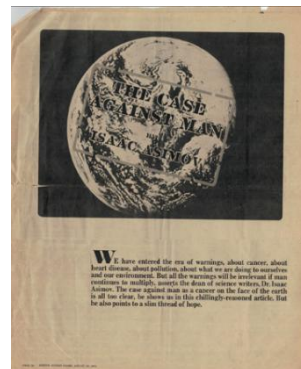 THE CASE
AGAINST MAN
BY
ISAAC ASIMOV
WE have entered the era of warnings, about cancer, about
heart disease, about pollution, about what we are doing to ourselves
and our environment. But all the warnings will be irrelevant if man
continues to multiply, asserts the dean of science writers, Dr. Isaac
Asimov. The case against man as a cancer on the face of the earth
is all too clear, he shows us in this chillingly-reasoned article. But
he also points to a slim thread of hope.